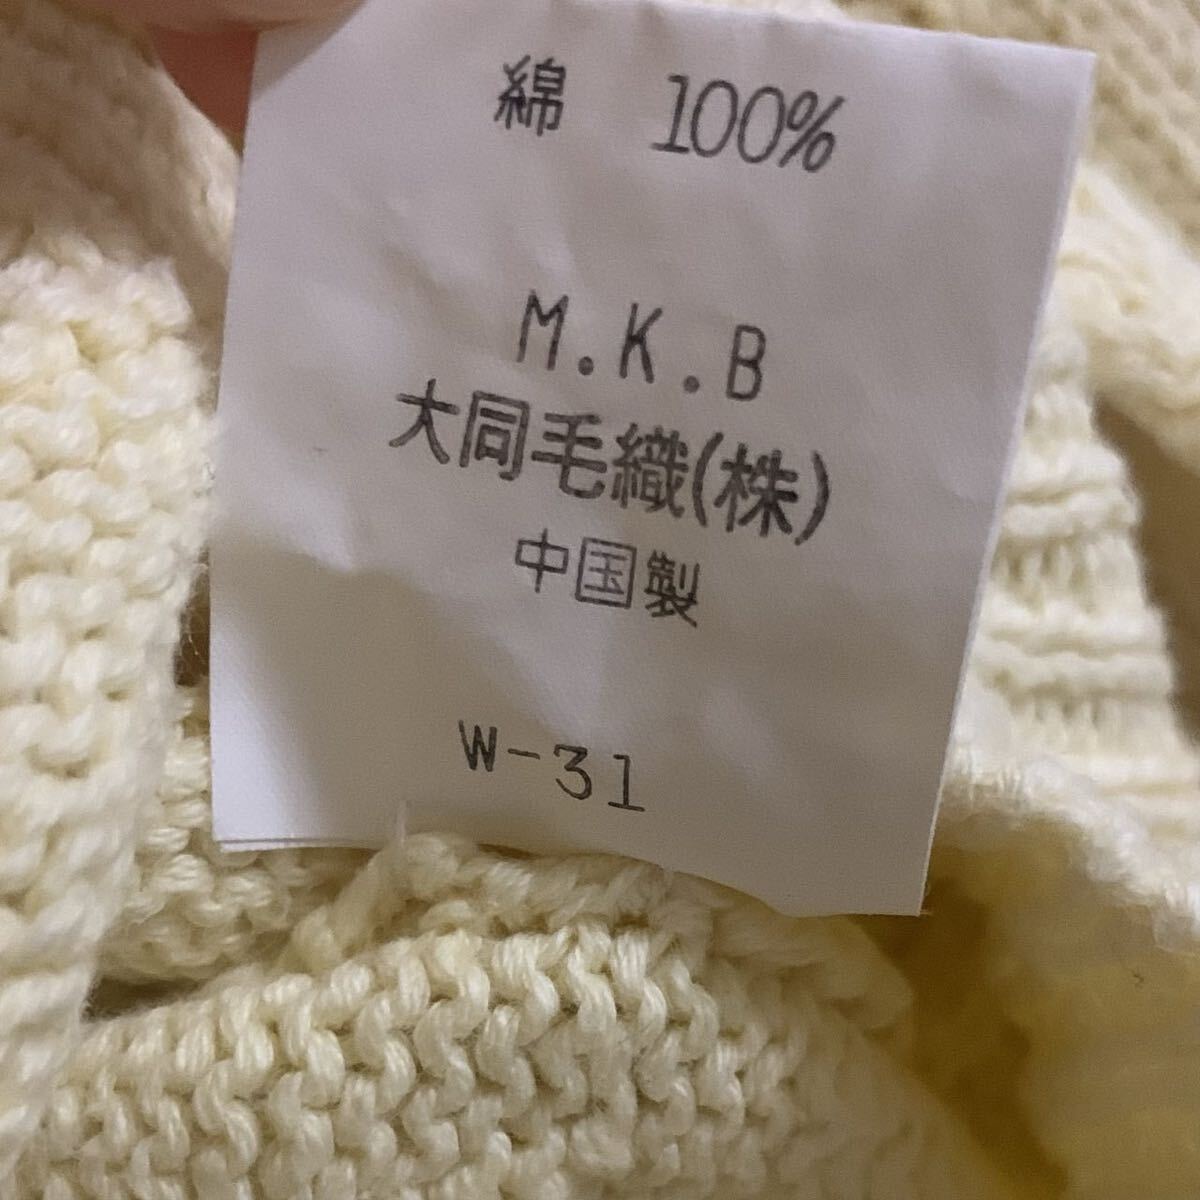 綿 100%
M.K.B
大同毛織(株)
中国製
W-31